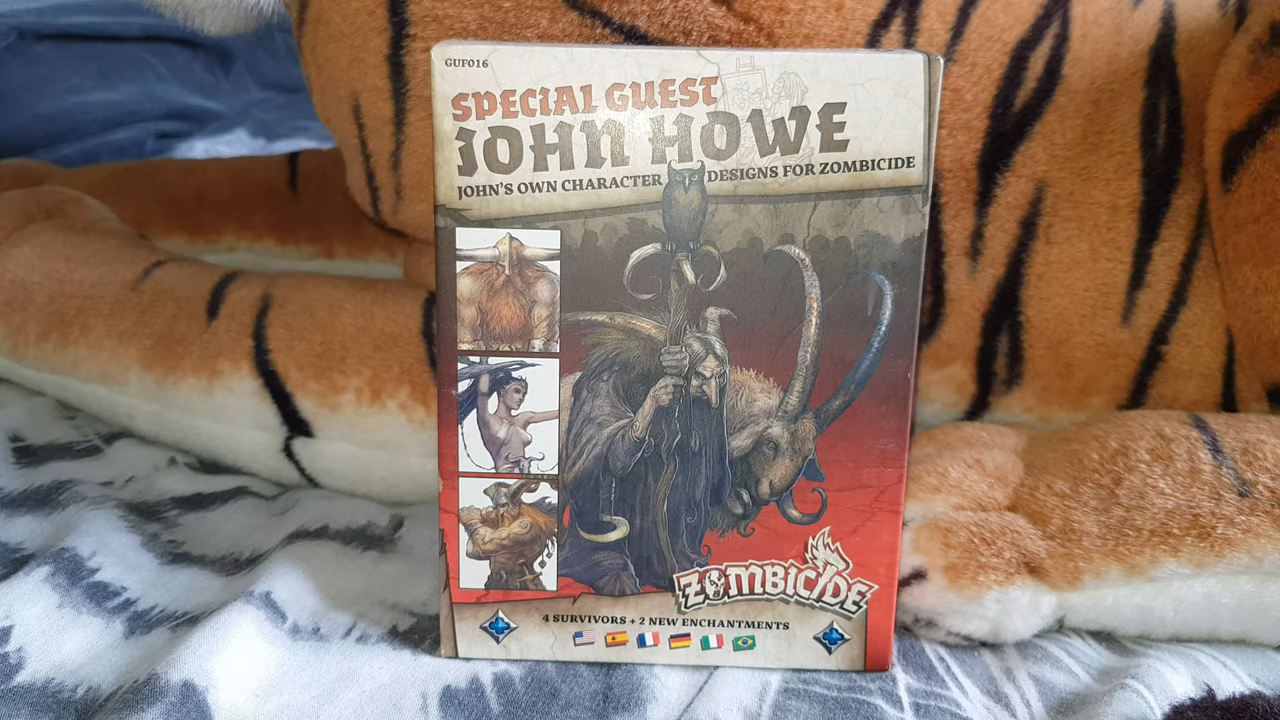 GUF016
SPECIAL GUEST
JOHN HOWE
JOHN'S OWN CHARACTER DESIGNS FOR ZOMBICIDE
ZOMBICIDE
4 SURVIVORS + 2 NEW ENCHANTMENTS